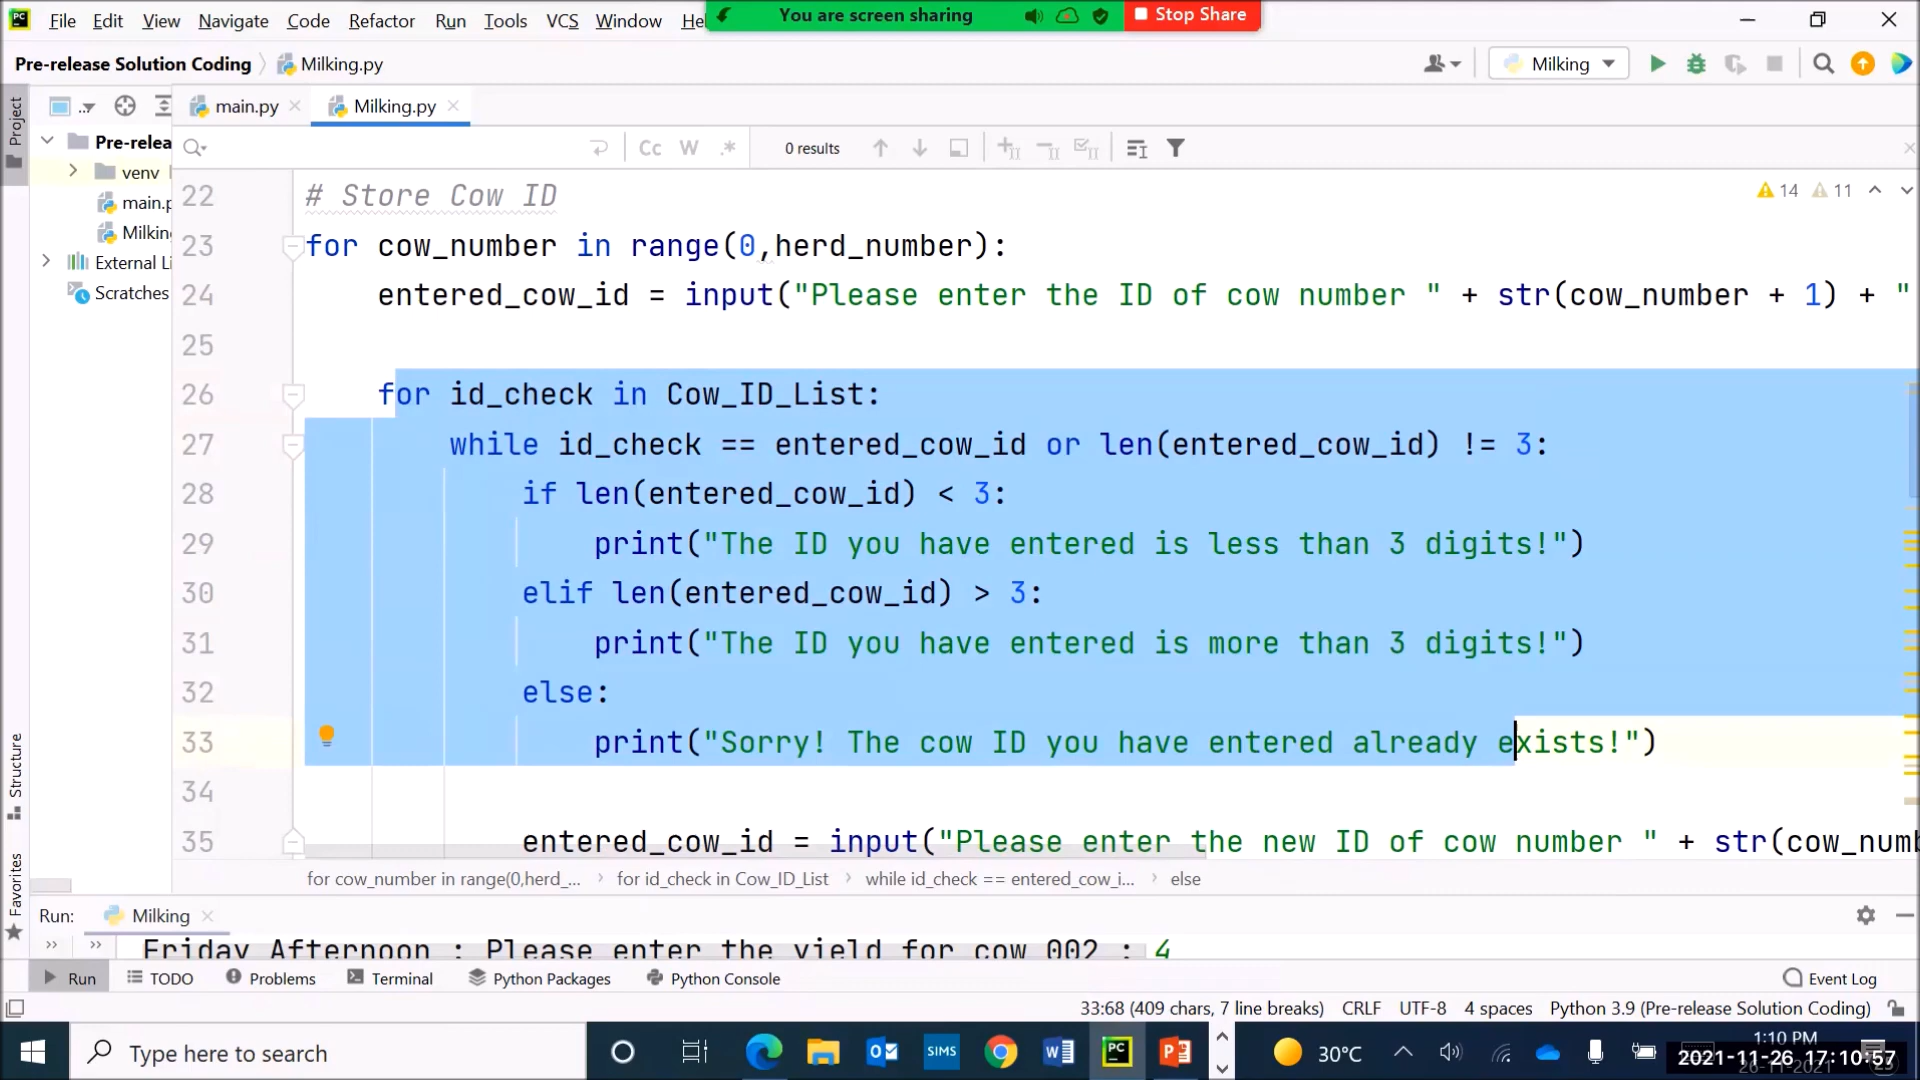 File Edit View Navigate Code Refactor Run Tools VCS Window He
You are screen sharing
Stop Share
Pre-release Solution Coding Milking.py
Milking
Project
main.py Milking.py
Pre-relea
venv
main.p
Milkin
External Li
Scratches
Cc W .* 0 results
14 11
22 # Store Cow ID
23 for cow_number in range(0,herd_number):
24 entered_cow_id = input("Please enter the ID of cow number " + str(cow_number + 1) + "
25
26 for id_check in Cow_ID_List:
27 while id_check == entered_cow_id or len(entered_cow_id) != 3:
28 if len(entered_cow_id) < 3:
29 print("The ID you have entered is less than 3 digits!")
30 elif len(entered_cow_id) > 3:
31 print("The ID you have entered is more than 3 digits!")
32 else:
33 print("Sorry! The cow ID you have entered already exists!")
34
35 entered_cow_id = input("Please enter the new ID of cow number " + str(cow_numb
Structure
Favorites
for cow_number in range(0,herd_... for id_check in Cow_ID_List while id_check == entered_cow_i... else
Run: Milking
Friday Afternoon : Please enter the yield for cow 002 : 4
Run TODO Problems Terminal Python Packages Python Console Event Log
33:68 (409 chars, 7 line breaks) CRLF UTF-8 4 spaces Python 3.9 (Pre-release Solution Coding)
Type here to search
SIMS
30°C
1:10 PM
2021-11-26 17:10:57
26-11-2021